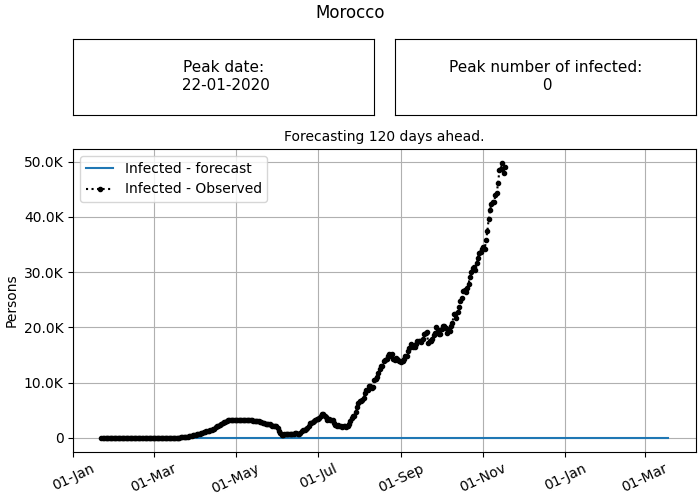 Morocco
Peak date:
22-01-2020
Peak number of infected:
0
Forecasting 120 days ahead.
Infected - forecast
Infected - Observed
50.0K
40.0K
30.0K
20.0K
10.0K
0
Persons
01-Jan
01-Mar
01-May
01-Jul
01-Sep
01-Nov
01-Jan
01-Mar